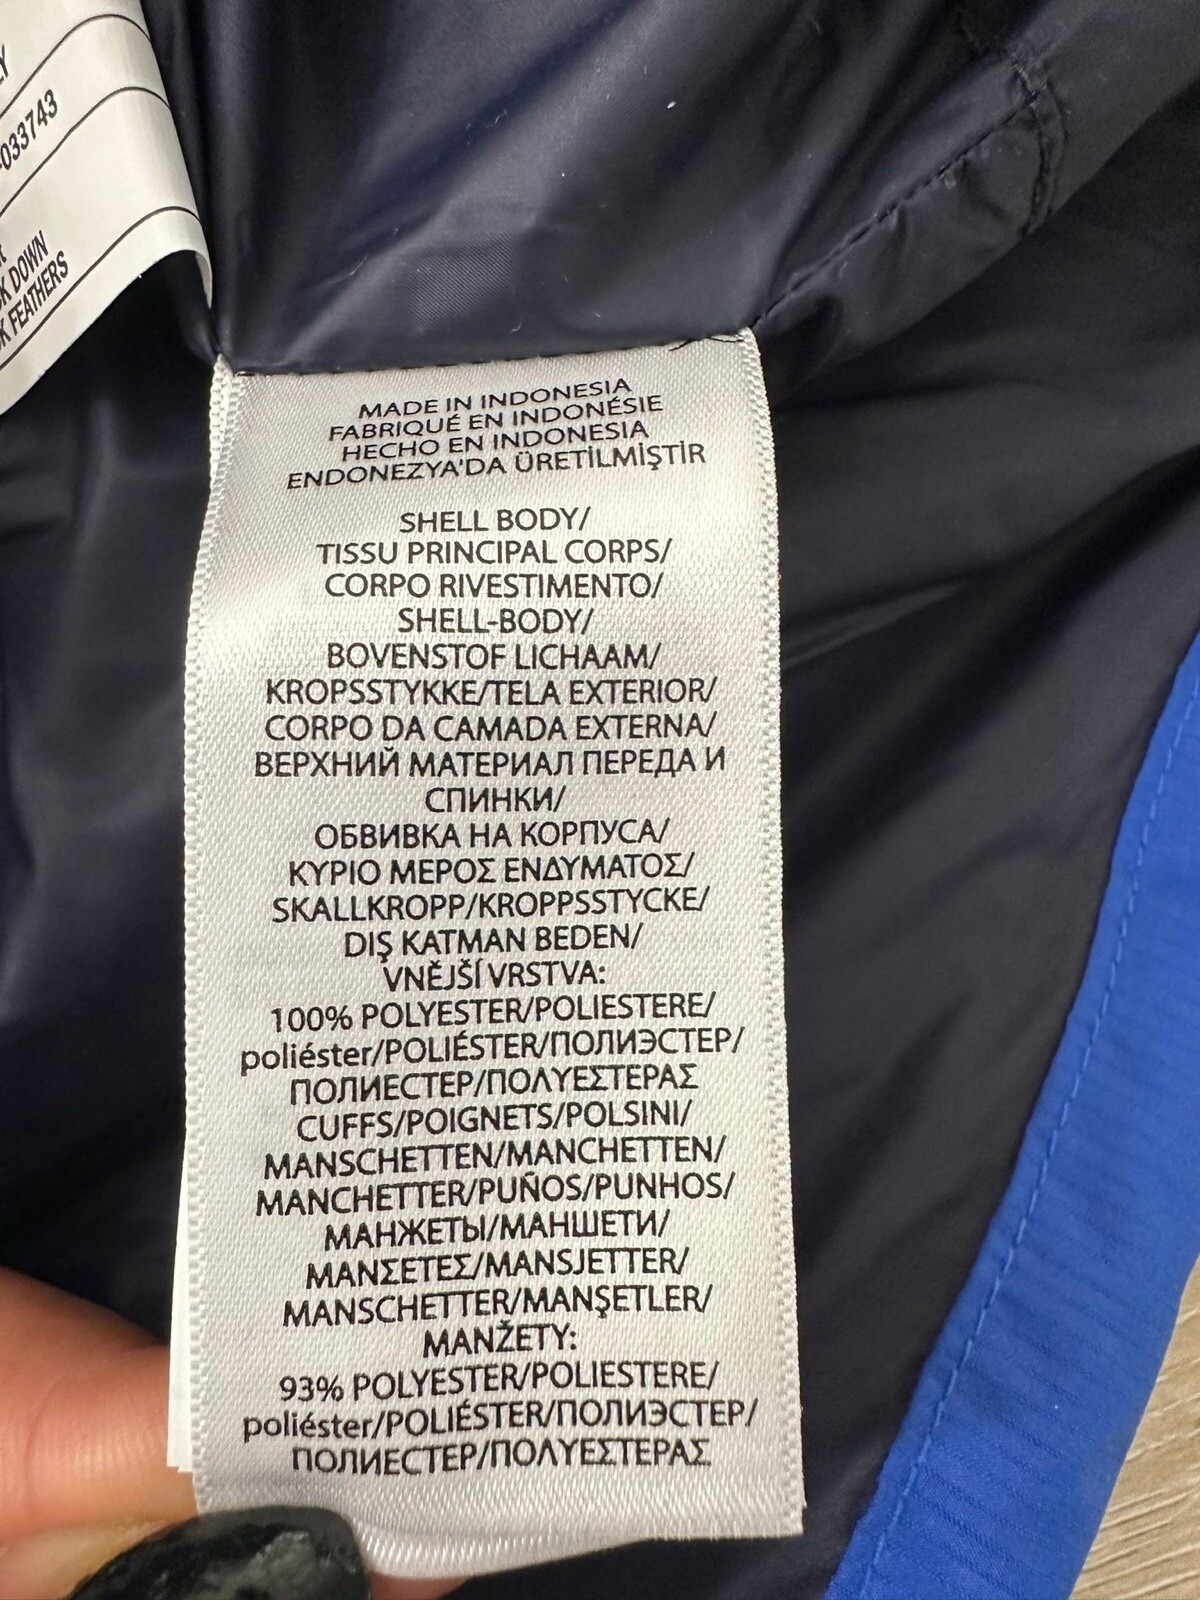 033743
DOWN
FEATHERS
MADE IN INDONESIA
FABRIQUÉ EN INDONÉSIE
HECHO EN INDONESIA
ENDONEZYA'DA ÜRETİLMİŞTİR
SHELL BODY/
TISSU PRINCIPAL CORPS/
CORPO RIVESTIMENTO/
SHELL-BODY/
BOVENSTOF LICHAAM/
KROPSSTYKKE/TELA EXTERIOR/
CORPO DA CAMADA EXTERNA/
ВЕРХНИЙ МАТЕРИАЛ ПЕРЕДА И
СПИНКИ/
ОБВИВКА НА КОРПУСА/
ΚΥΡΙΟ ΜΕΡΟΣ ΕΝΔΥΜΑΤΟΣ/
SKALLKROPP/KROPPSSTYCKE/
DIŞ KATMAN BEDEN/
VNĚJŠÍ VRSTVA:
100% POLYESTER/POLIESTERE/
poliéster/POLIÉSTER/ПОЛИЭСТЕР/
ПОЛИЕСТЕР/ΠΟΛΥΕΣΤΕΡΑΣ
CUFFS/POIGNETS/POLSINI/
MANSCHETTEN/MANCHETTEN/
MANCHETTER/PUÑOS/PUNHOS/
МАНЖЕТЫ/МАНШЕТИ/
ΜΑΝΣΕΤΕΣ/MANSJETTER/
MANSCHETTER/MANŞETLER/
MANŽETY:
93% POLYESTER/POLIESTERE/
poliéster/POLIÉSTER/ПОЛИЭСТЕР/
ПОЛИЕСТЕР/ΠΟΛΥΕΣΤΕΡΑΣ